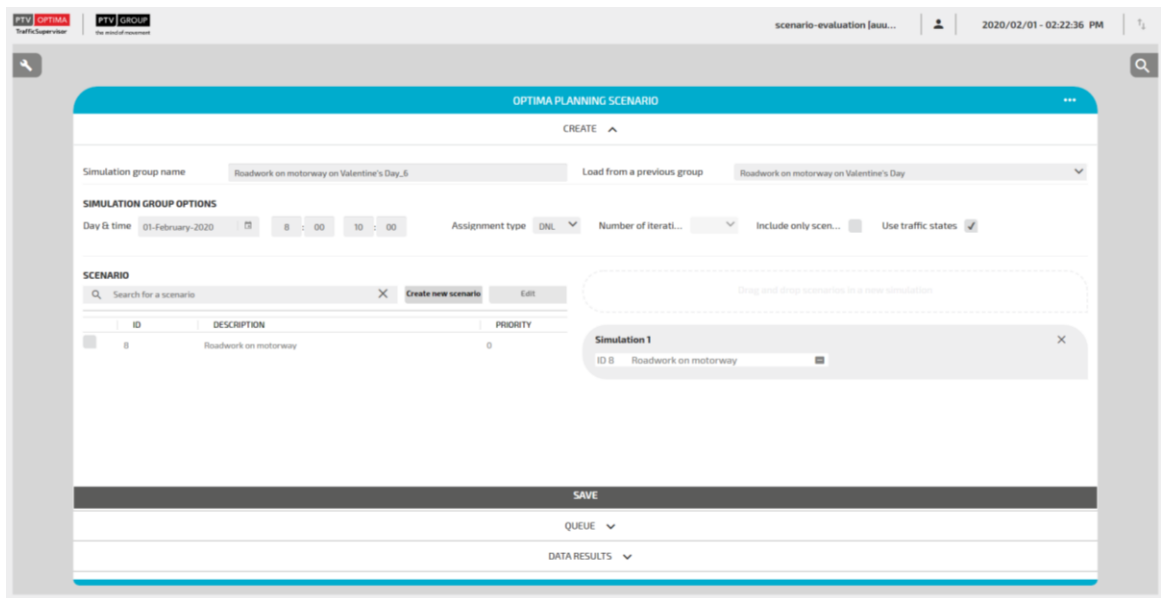 PTV OPTIMA
TrafficSupervisor
PTV GROUP
the mind of movement
scenario-evaluation [auu...
2020/02/01 - 02:22:36 PM
OPTIMA PLANNING SCENARIO
CREATE
Simulation group name
Roadwork on motorway on Valentine's Day_6
Load from a previous group
Roadwork on motorway on Valentine's Day
SIMULATION GROUP OPTIONS
Day & time 01-February-2020 8 : 00 10 : 00 Assignment type DNL Number of iterati... Include only scen... Use traffic states
SCENARIO
Search for a scenario
Create new scenario
Edit
Drag and drop scenarios in a new simulation
ID DESCRIPTION PRIORITY
8 Roadwork on motorway 0
Simulation 1
ID 8 Roadwork on motorway
SAVE
QUEUE
DATA RESULTS